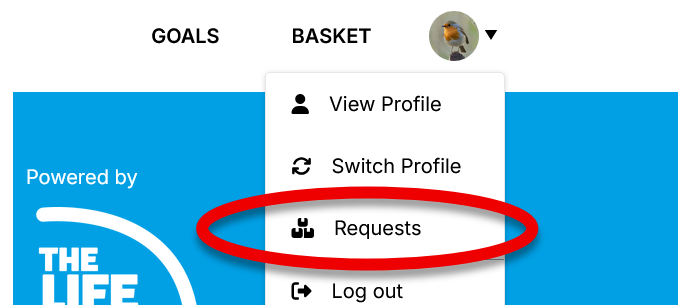 GOALS
BASKET
View Profile
Switch Profile
Powered by
Requests
THE
LIFE
Log out